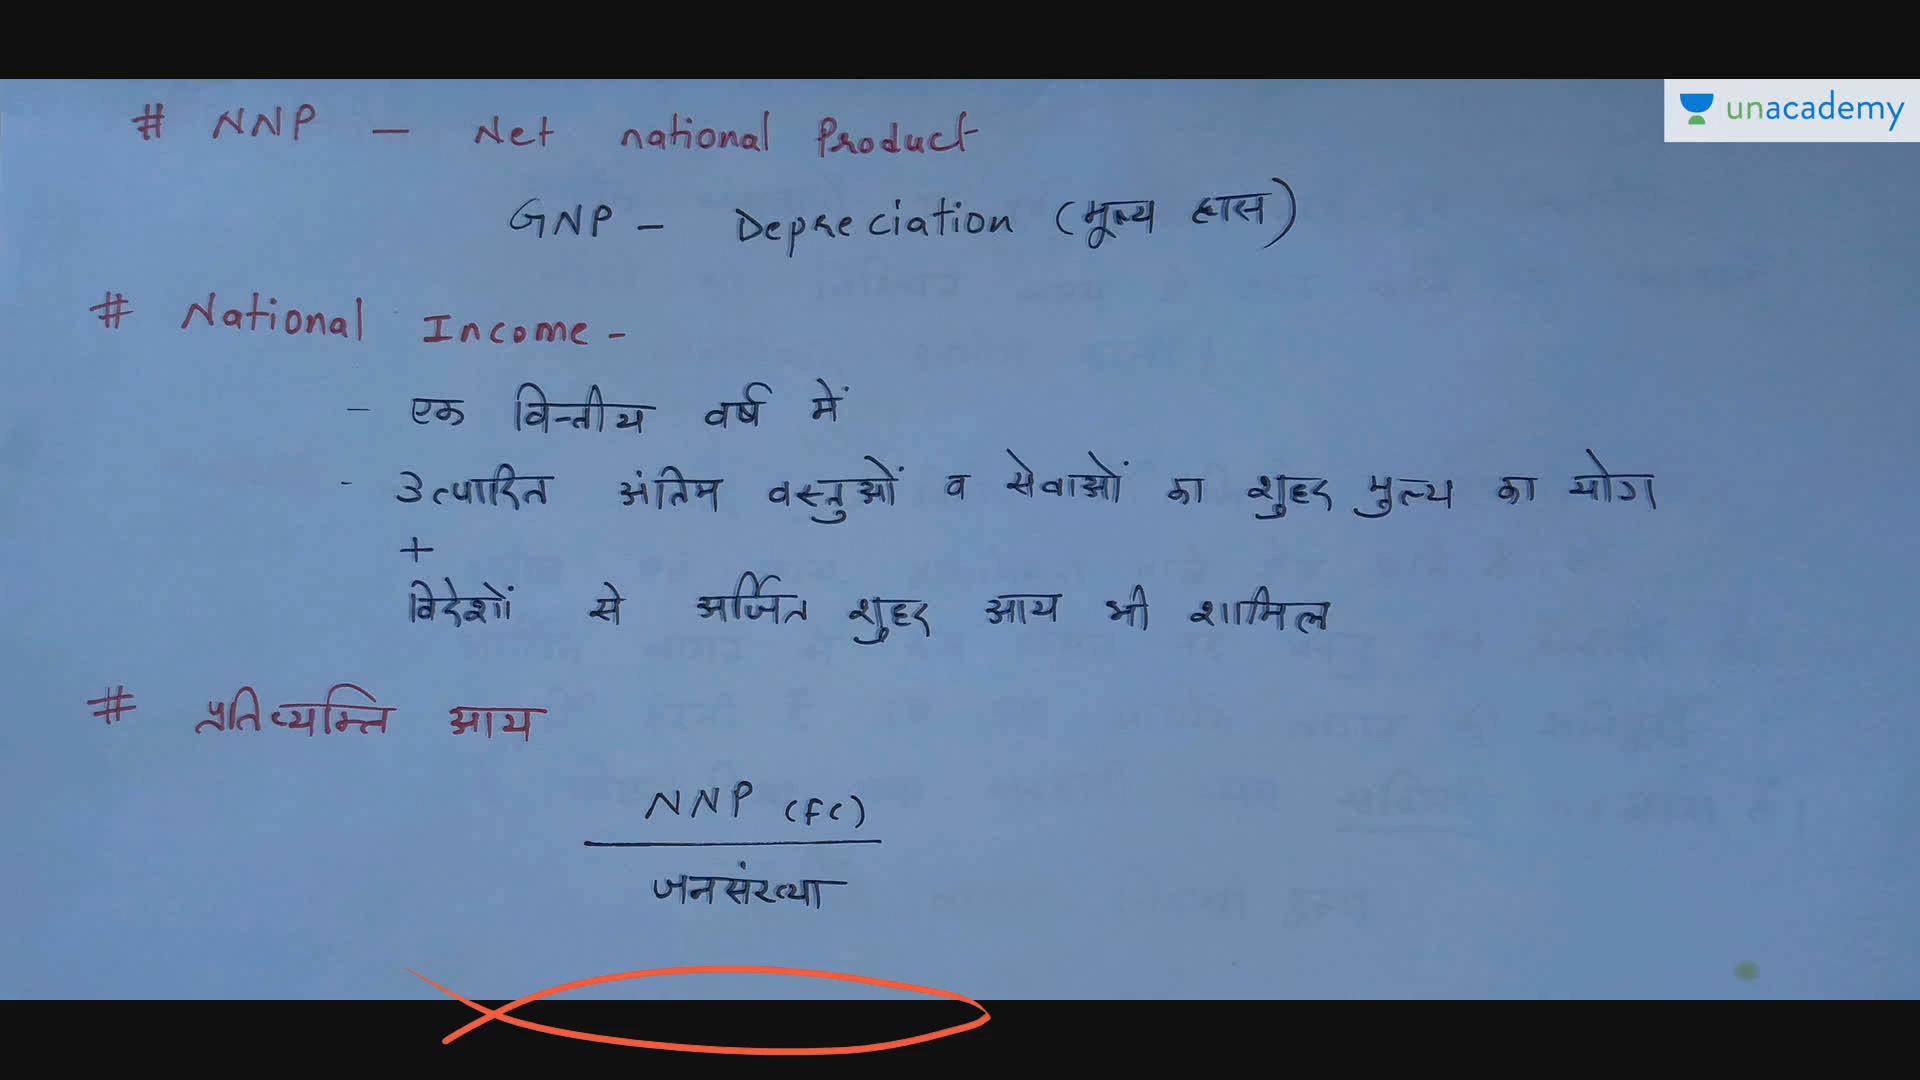 unacademy
# NNP - Net national Product
GNP - Depreciation (मूल्य ह्रास)
# National Income -
- एक वित्तीय वर्ष में
- उत्पादित अंतिम वस्तुओं व सेवाओं का शुद्ध मुल्य का योग
+
विदेशों से अर्जित शुद्ध आय भी शामिल
# प्रतिव्यक्ति आय
NNP (FC)
जनसंख्या